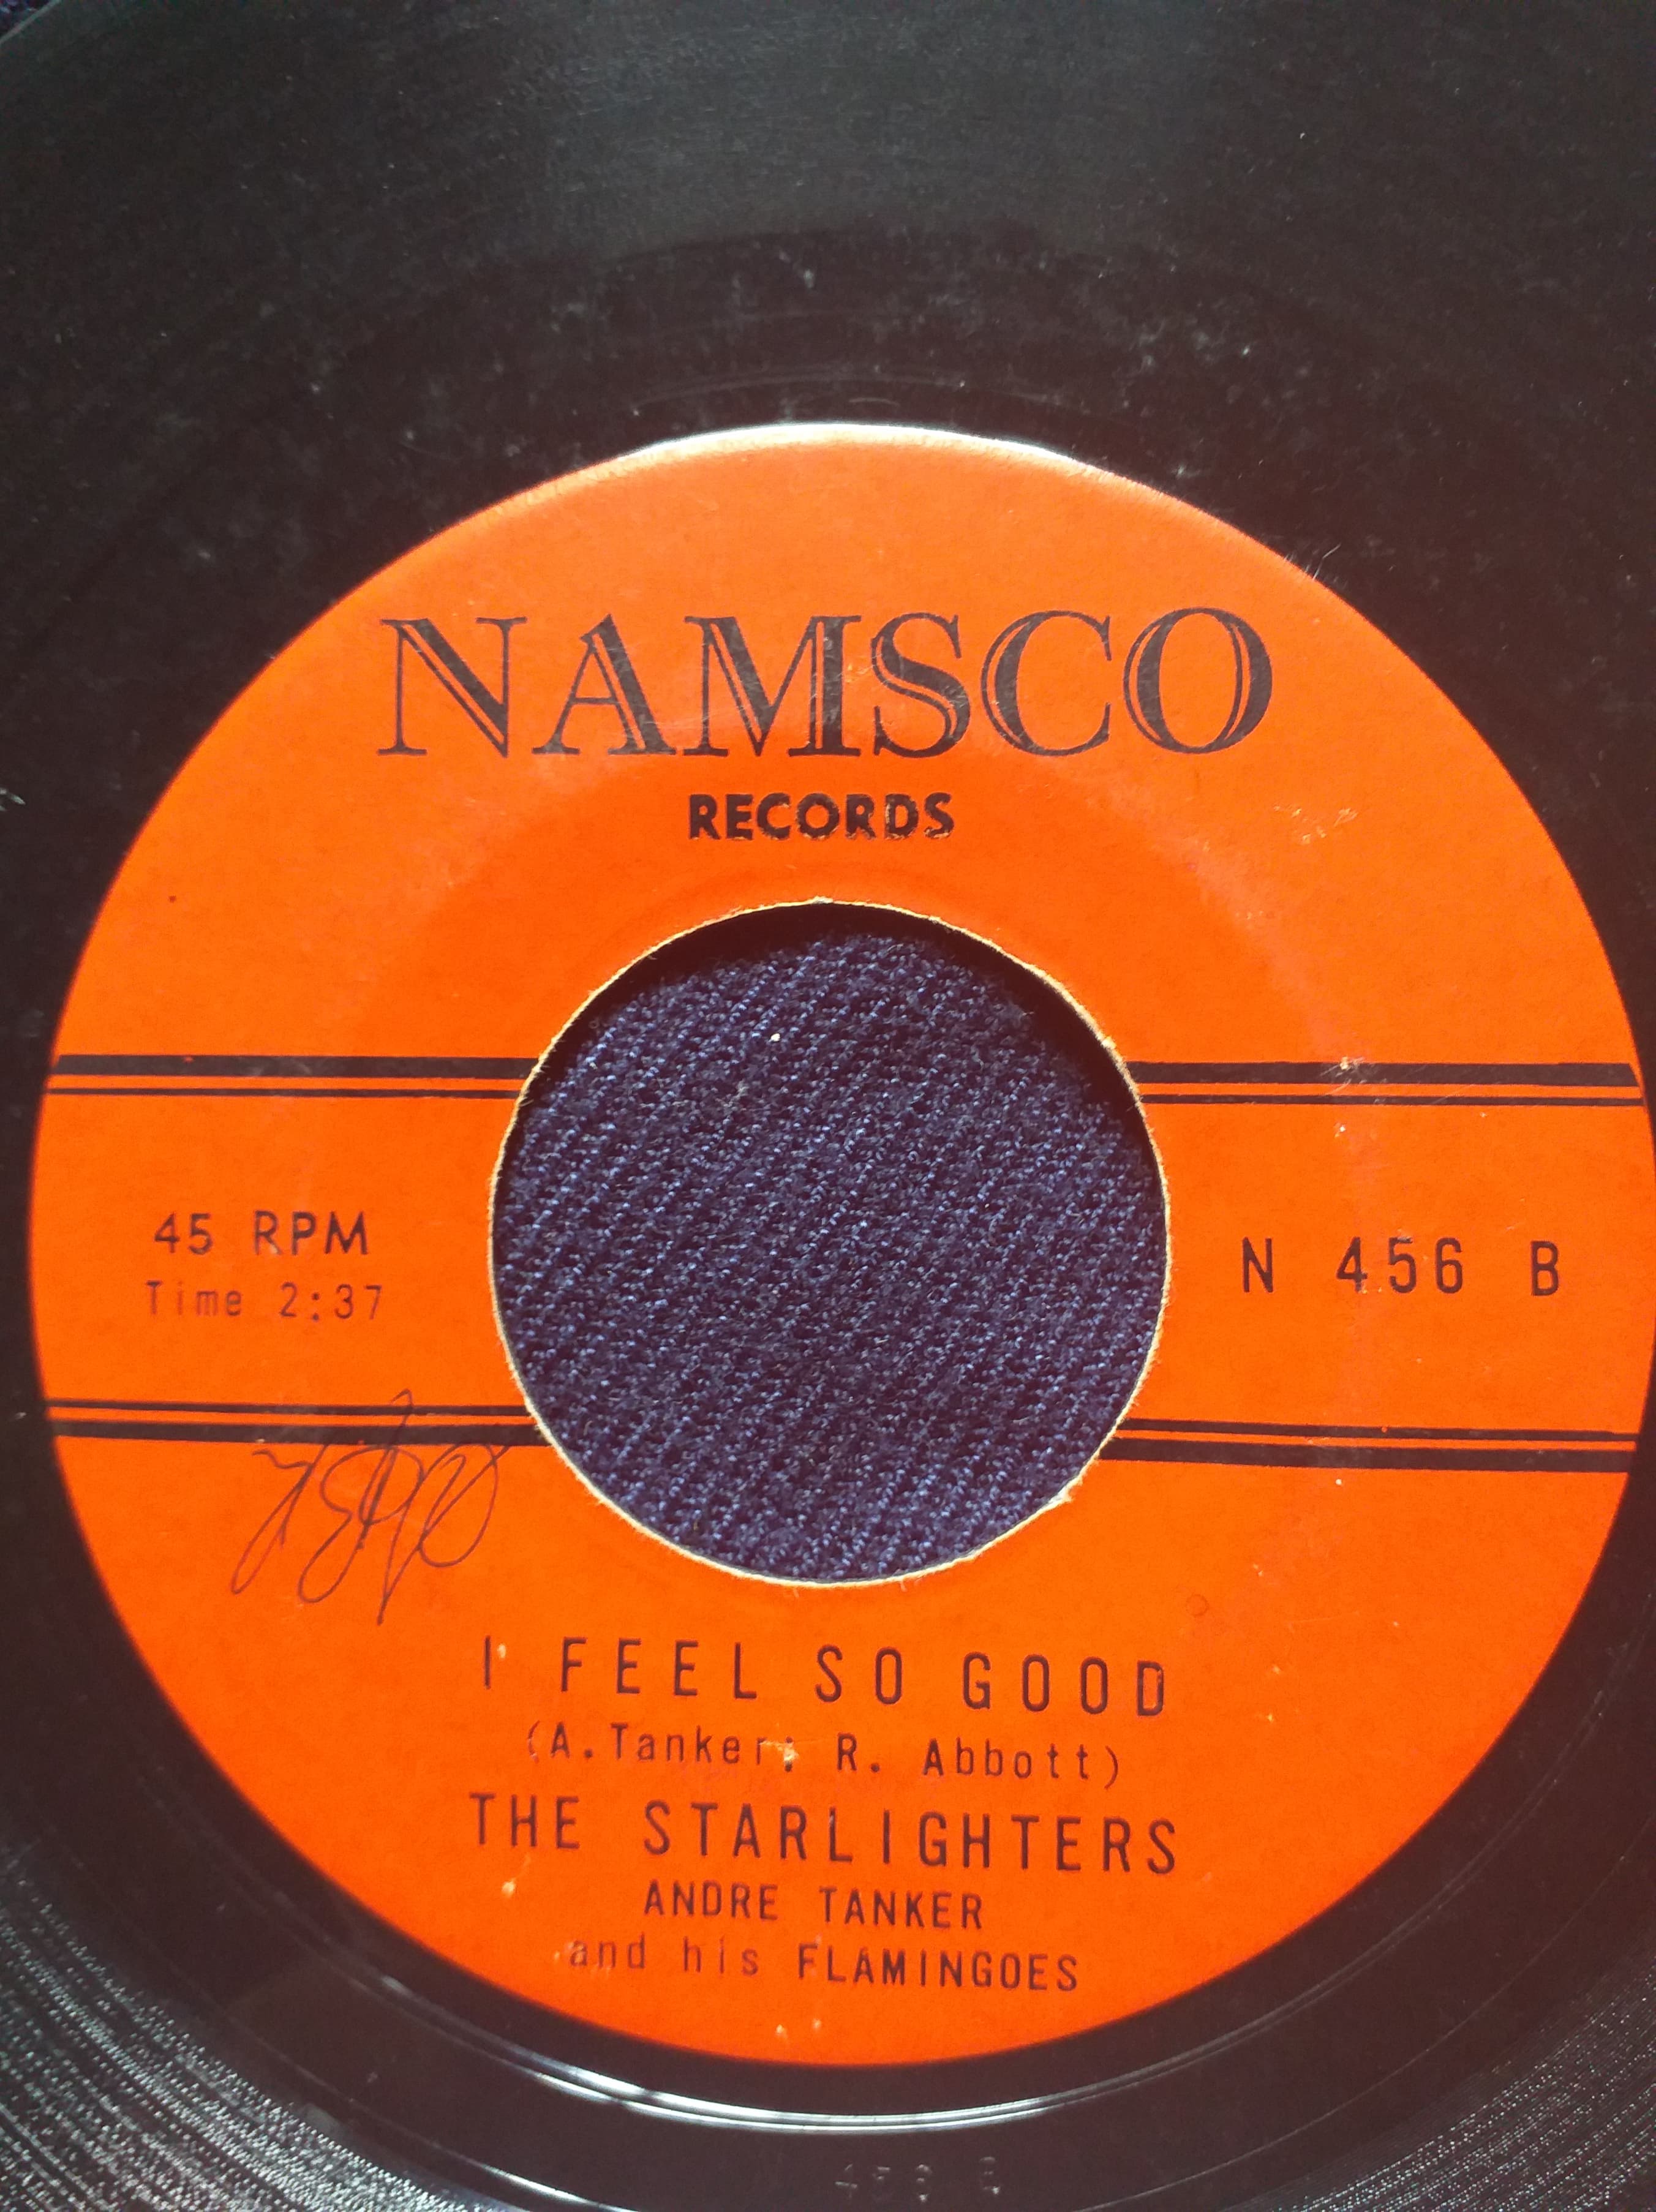 NAMSCO
RECORDS
45 RPM
Time 2:37
N 456 B
I FEEL SO GOOD
(A.Tanker; R. Abbott)
THE STARLIGHTERS
ANDRE TANKER
and his FLAMINGOES